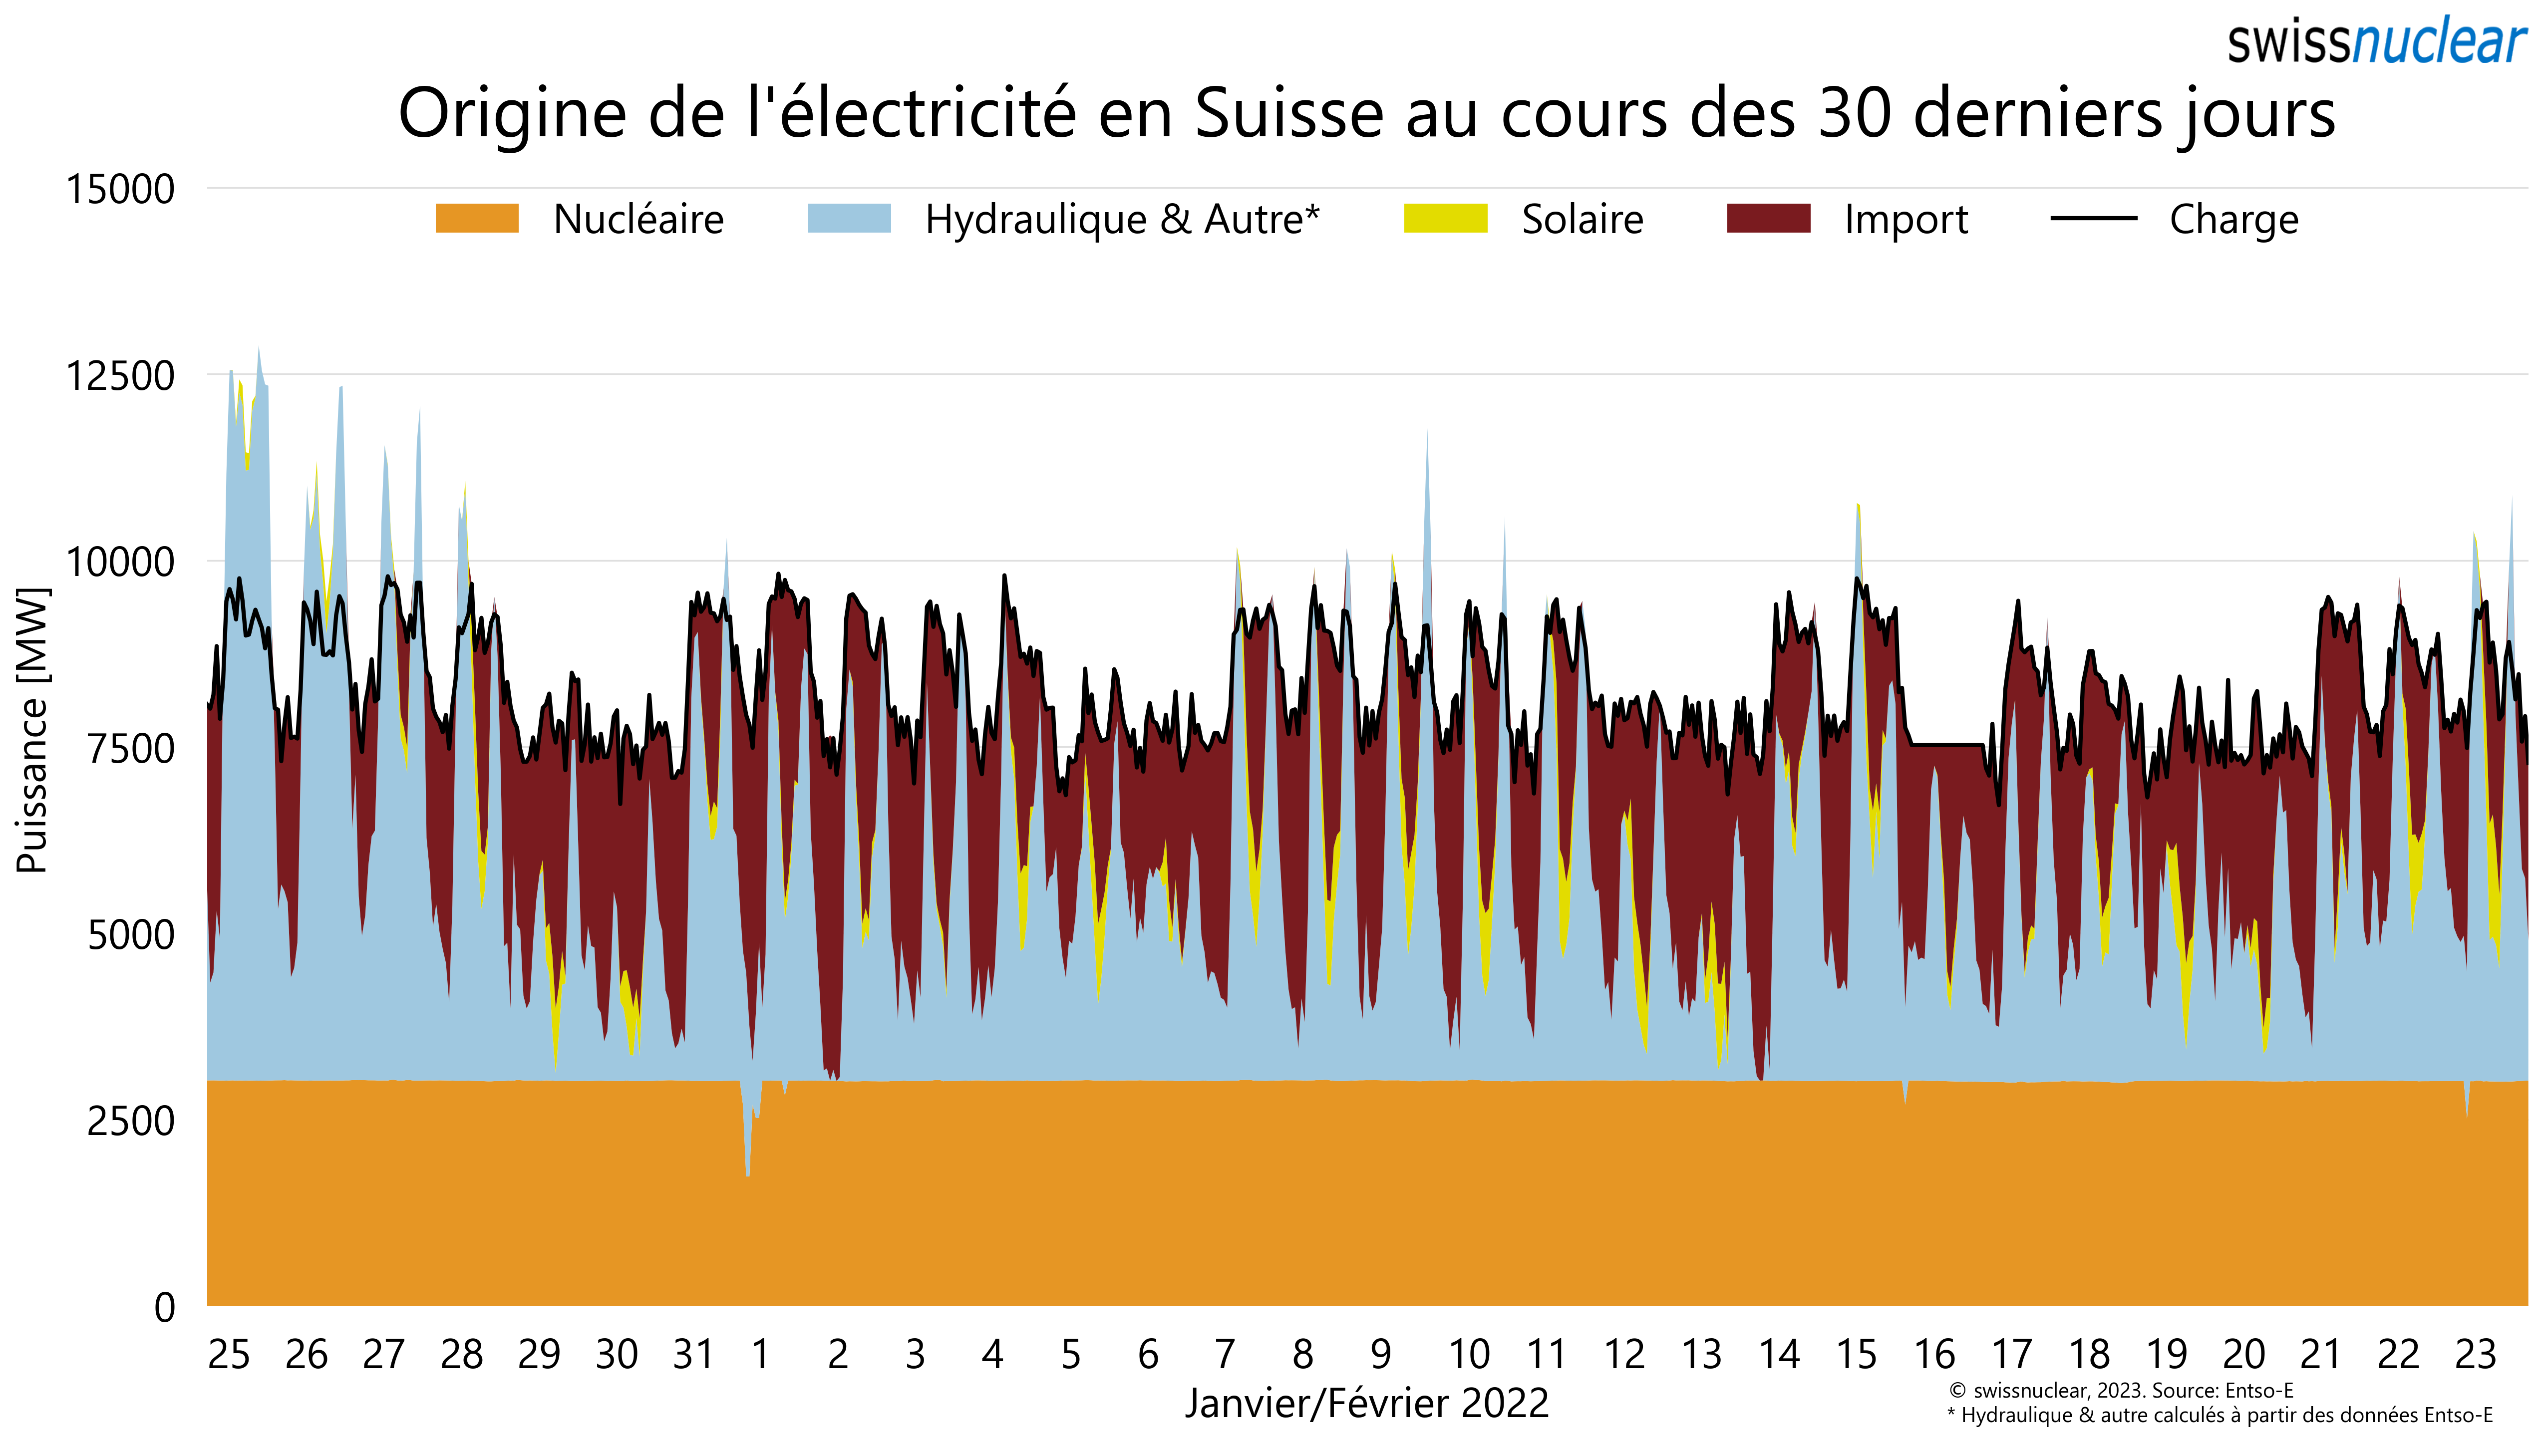 swissnuclear
Origine de l'électricité en Suisse au cours des 30 derniers jours
15000
Nucléaire Hydraulique & Autre* Solaire Import Charge
12500
10000
7500
5000
2500
0
Puissance [MW]
25 26 27 28 29 30 31 1 2 3 4 5 6 7 8 9 10 11 12 13 14 15 16 17 18 19 20 21 22 23
Janvier/Février 2022
© swissnuclear, 2023. Source: Entso-E
* Hydraulique & autre calculés à partir des données Entso-E